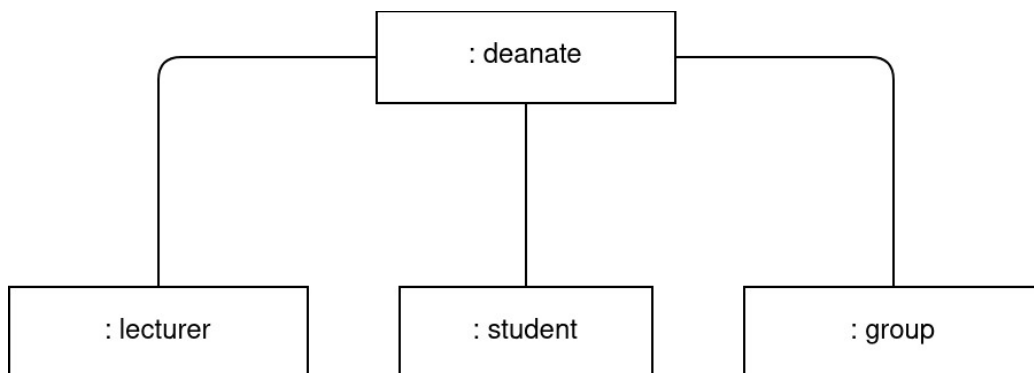 : deanate
: lecturer
: student
: group